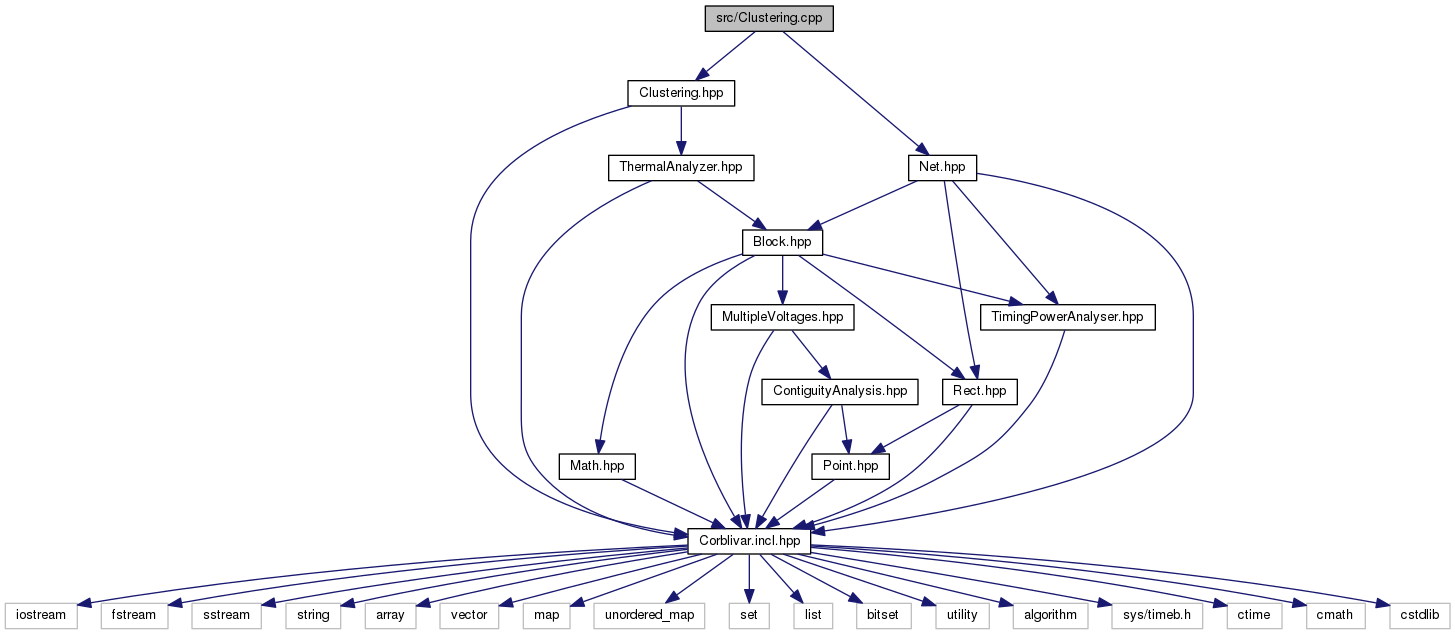 src/Clustering.cpp
Clustering.hpp
ThermalAnalyzer.hpp
Net.hpp
Block.hpp
MultipleVoltages.hpp
TimingPowerAnalyser.hpp
ContiguityAnalysis.hpp
Rect.hpp
Math.hpp
Point.hpp
Corblivar.incl.hpp
iostream
fstream
sstream
string
array
vector
map
unordered_map
set
list
bitset
utility
algorithm
sys/timeb.h
ctime
cmath
cstdlib